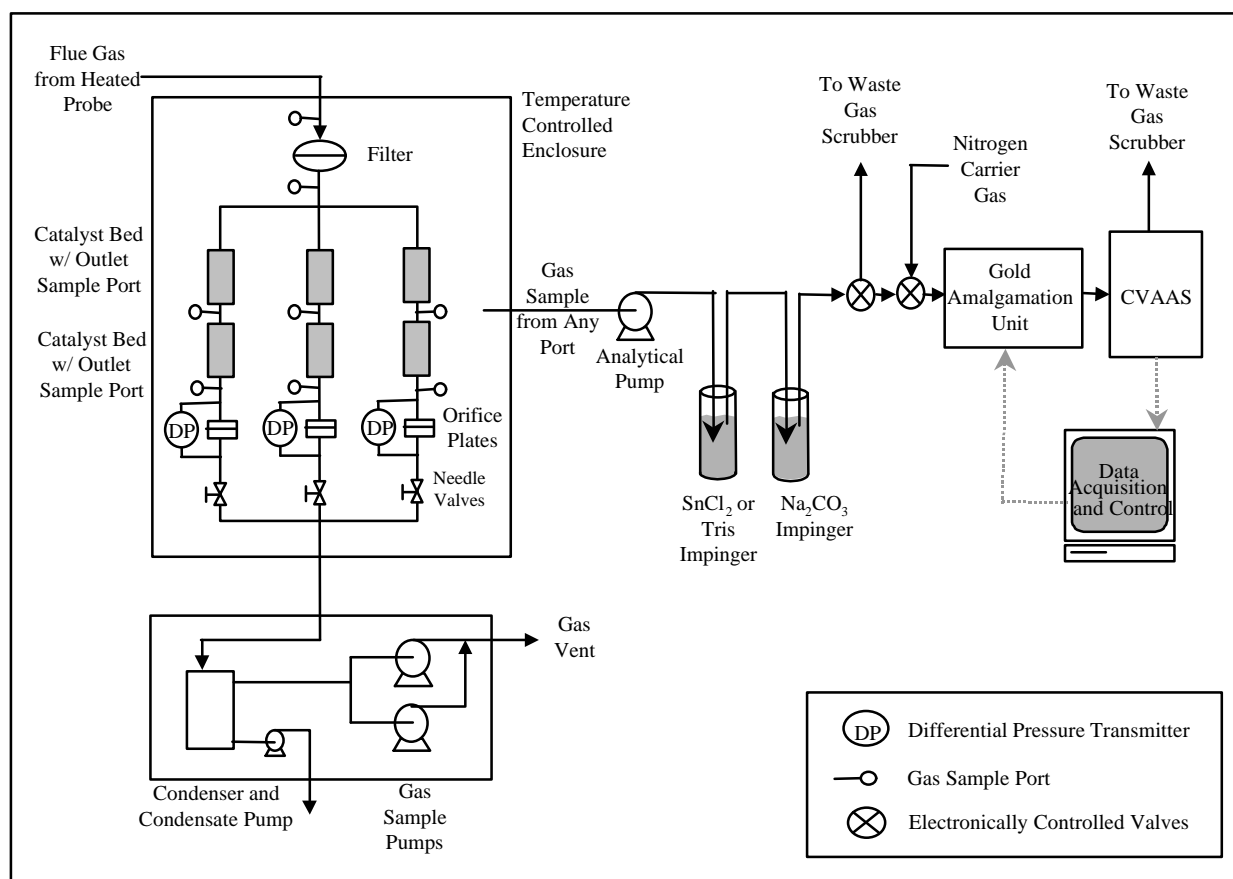 Flue Gas
from Heated
Probe
Temperature
Controlled
Enclosure
Filter
Catalyst Bed
w/ Outlet
Sample Port
Catalyst Bed
w/ Outlet
Sample Port
DP
DP
DP
Orifice
Plates
Needle
Valves
Gas
Sample
from Any
Port
Analytical
Pump
SnCl₂ or
Tris
Impinger
Na₂CO₃
Impinger
To Waste
Gas
Scrubber
Nitrogen
Carrier
Gas
To Waste
Gas
Scrubber
Gold
Amalgamation
Unit
CVAAS
Data
Acquisition
and Control
Gas
Vent
Condenser and
Condensate Pump
Gas
Sample
Pumps
DP
Differential Pressure Transmitter
Gas Sample Port
Electronically Controlled Valves